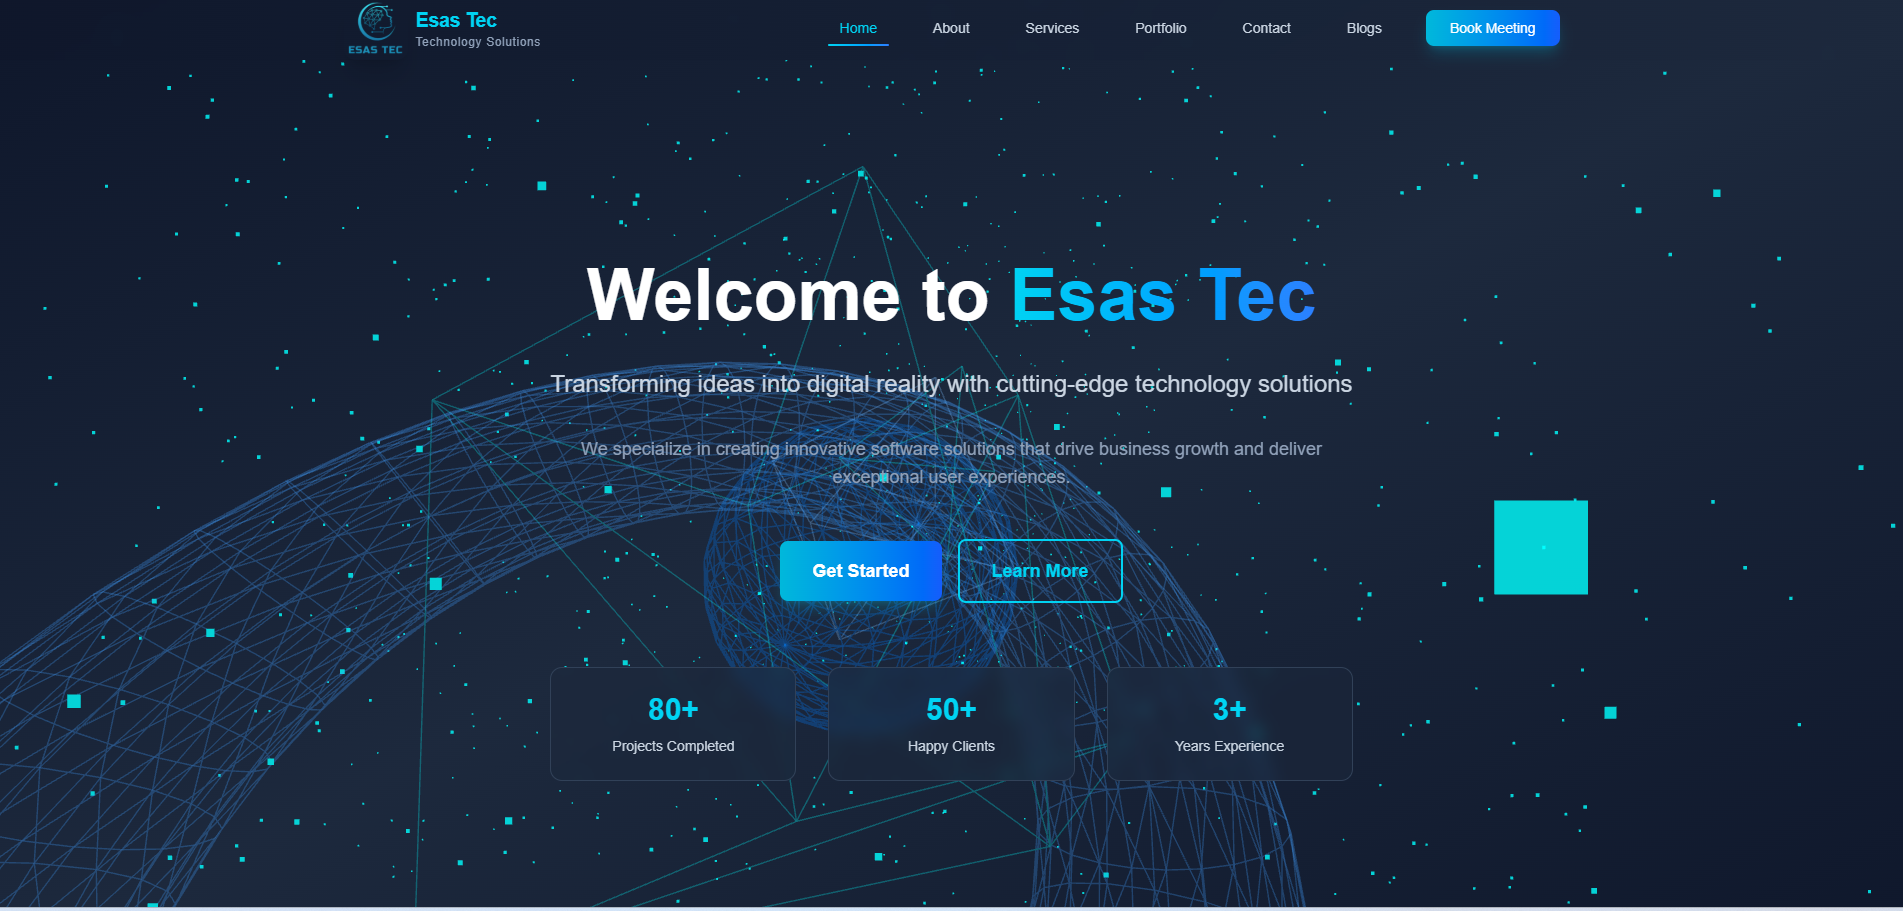 ESAS TEC
Esas Tec
Technology Solutions
Home
About
Services
Portfolio
Contact
Blogs
Book Meeting
Welcome to Esas Tec
Transforming ideas into digital reality with cutting-edge technology solutions
We specialize in creating innovative software solutions that drive business growth and deliver
exceptional user experiences.
Get Started
Learn More
80+
Projects Completed
50+
Happy Clients
3+
Years Experience